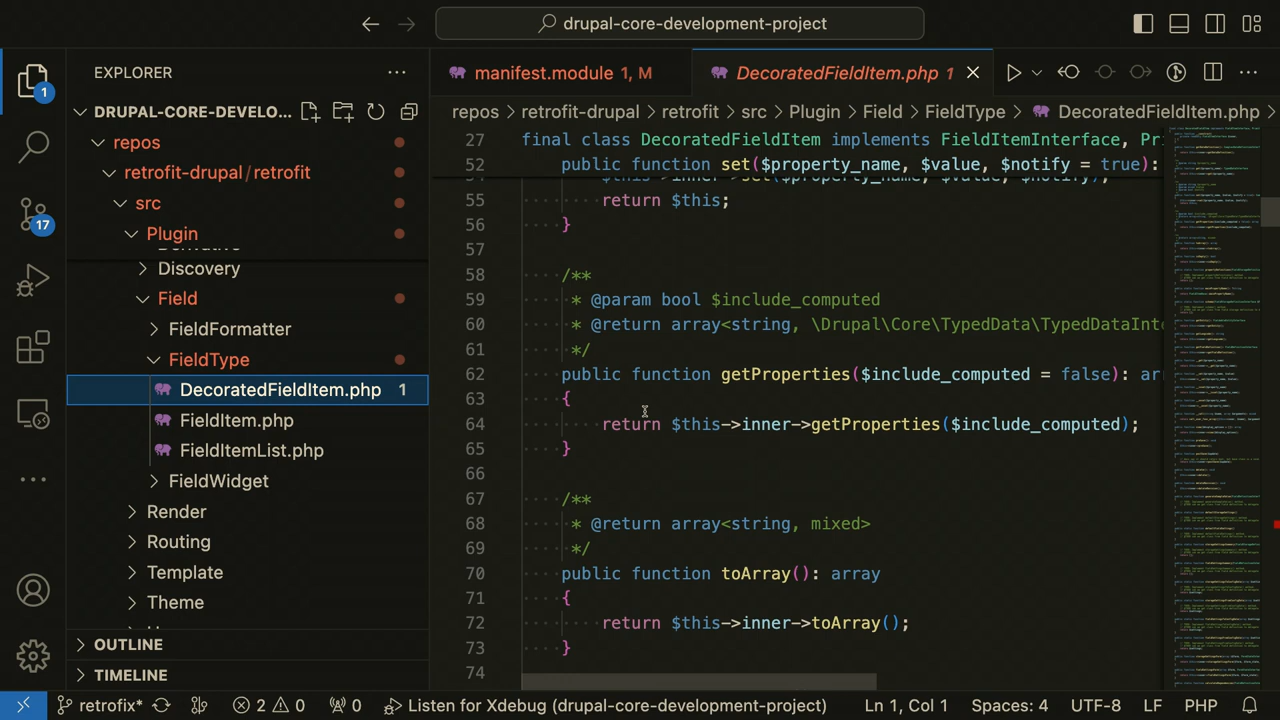 drupal-core-development-project
EXPLORER
manifest.module 1, M
DecoratedFieldItem.php 1
DRUPAL-CORE-DEVELO...
repos > retrofit-drupal > retrofit > src > Plugin > Field > FieldType > DecoratedFieldItem.php >
repos
retrofit-drupal / retrofit
src
Plugin
Discovery
Field
FieldFormatter
FieldType
DecoratedFieldItem.php 1
FieldItem.php
FieldItemList.php
FieldWidget
Render
Routing
Template
Theme
OUTLINE
TIMELINE
1
17
27 final class DecoratedFieldItem implements FieldItemInterface, Pri
52 public function set($property_name, $value, $notify = true):
55 return $this;
56 }
57
58 /**
59 * @param bool $include_computed
60 * @return array<string, \Drupal\Core\TypedData\TypedDataInte
61 */
62 public function getProperties($include_computed = false): arr
63 {
64 return $this->inner->getProperties($include_computed);
65 }
66
67 /**
68 * @return array<string, mixed>
69 */
70 public function toArray(): array
71 {
72 return $this->inner->toArray();
73 }
74
retrofix* 2 0 0 Listen for Xdebug (drupal-core-development-project) Ln 1, Col 1 Spaces: 4 UTF-8 LF PHP